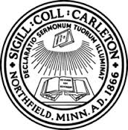 SIGILL : COLL : CARLETON
DECLARATIO SERMONUM TUORUM ILLUMINAT
NORTHFIELD, MINN. A.D. 1866